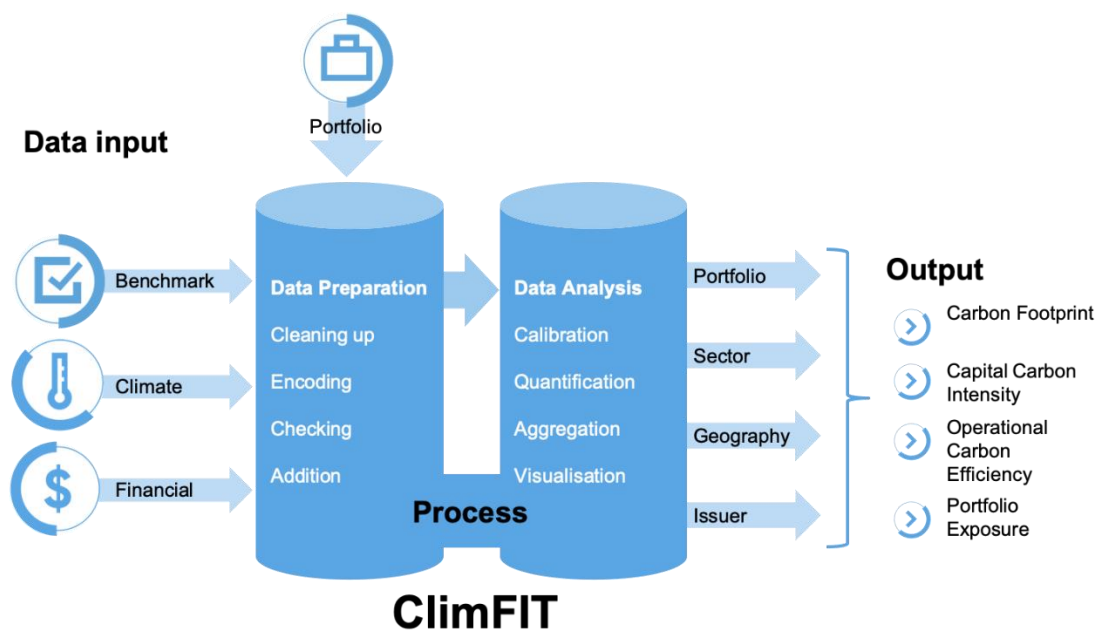 Portfolio
Data input
Benchmark
Climate
Financial
Data Preparation
Cleaning up
Encoding
Checking
Addition
Data Analysis
Calibration
Quantification
Aggregation
Visualisation
Process
Portfolio
Sector
Geography
Issuer
Output
Carbon Footprint
Capital Carbon
Intensity
Operational
Carbon
Efficiency
Portfolio
Exposure
ClimFIT